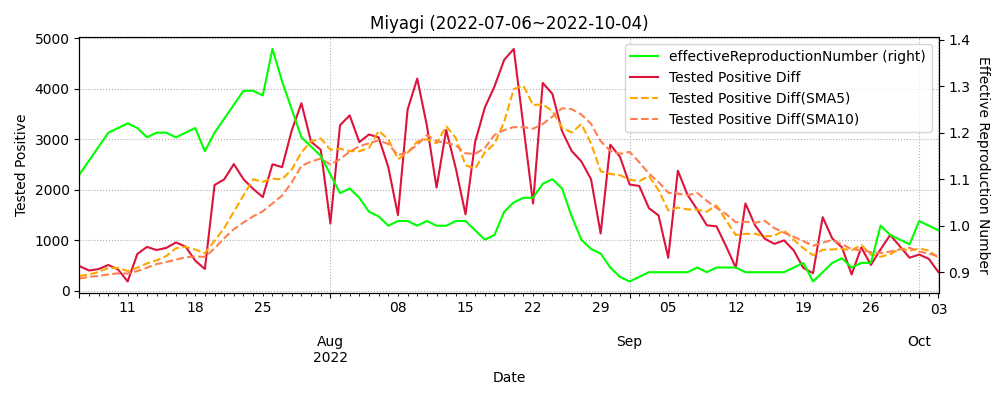 Miyagi (2022-07-06~2022-10-04)
effectiveReproductionNumber (right)
Tested Positive Diff
Tested Positive Diff(SMA5)
Tested Positive Diff(SMA10)
Tested Positive
5000
4000
3000
2000
1000
0
Effective Reproduction Number
1.4
1.3
1.2
1.1
1.0
0.9
11 18 25 08 15 22 29 05 12 19 26 03
Aug Sep Oct
2022
Date